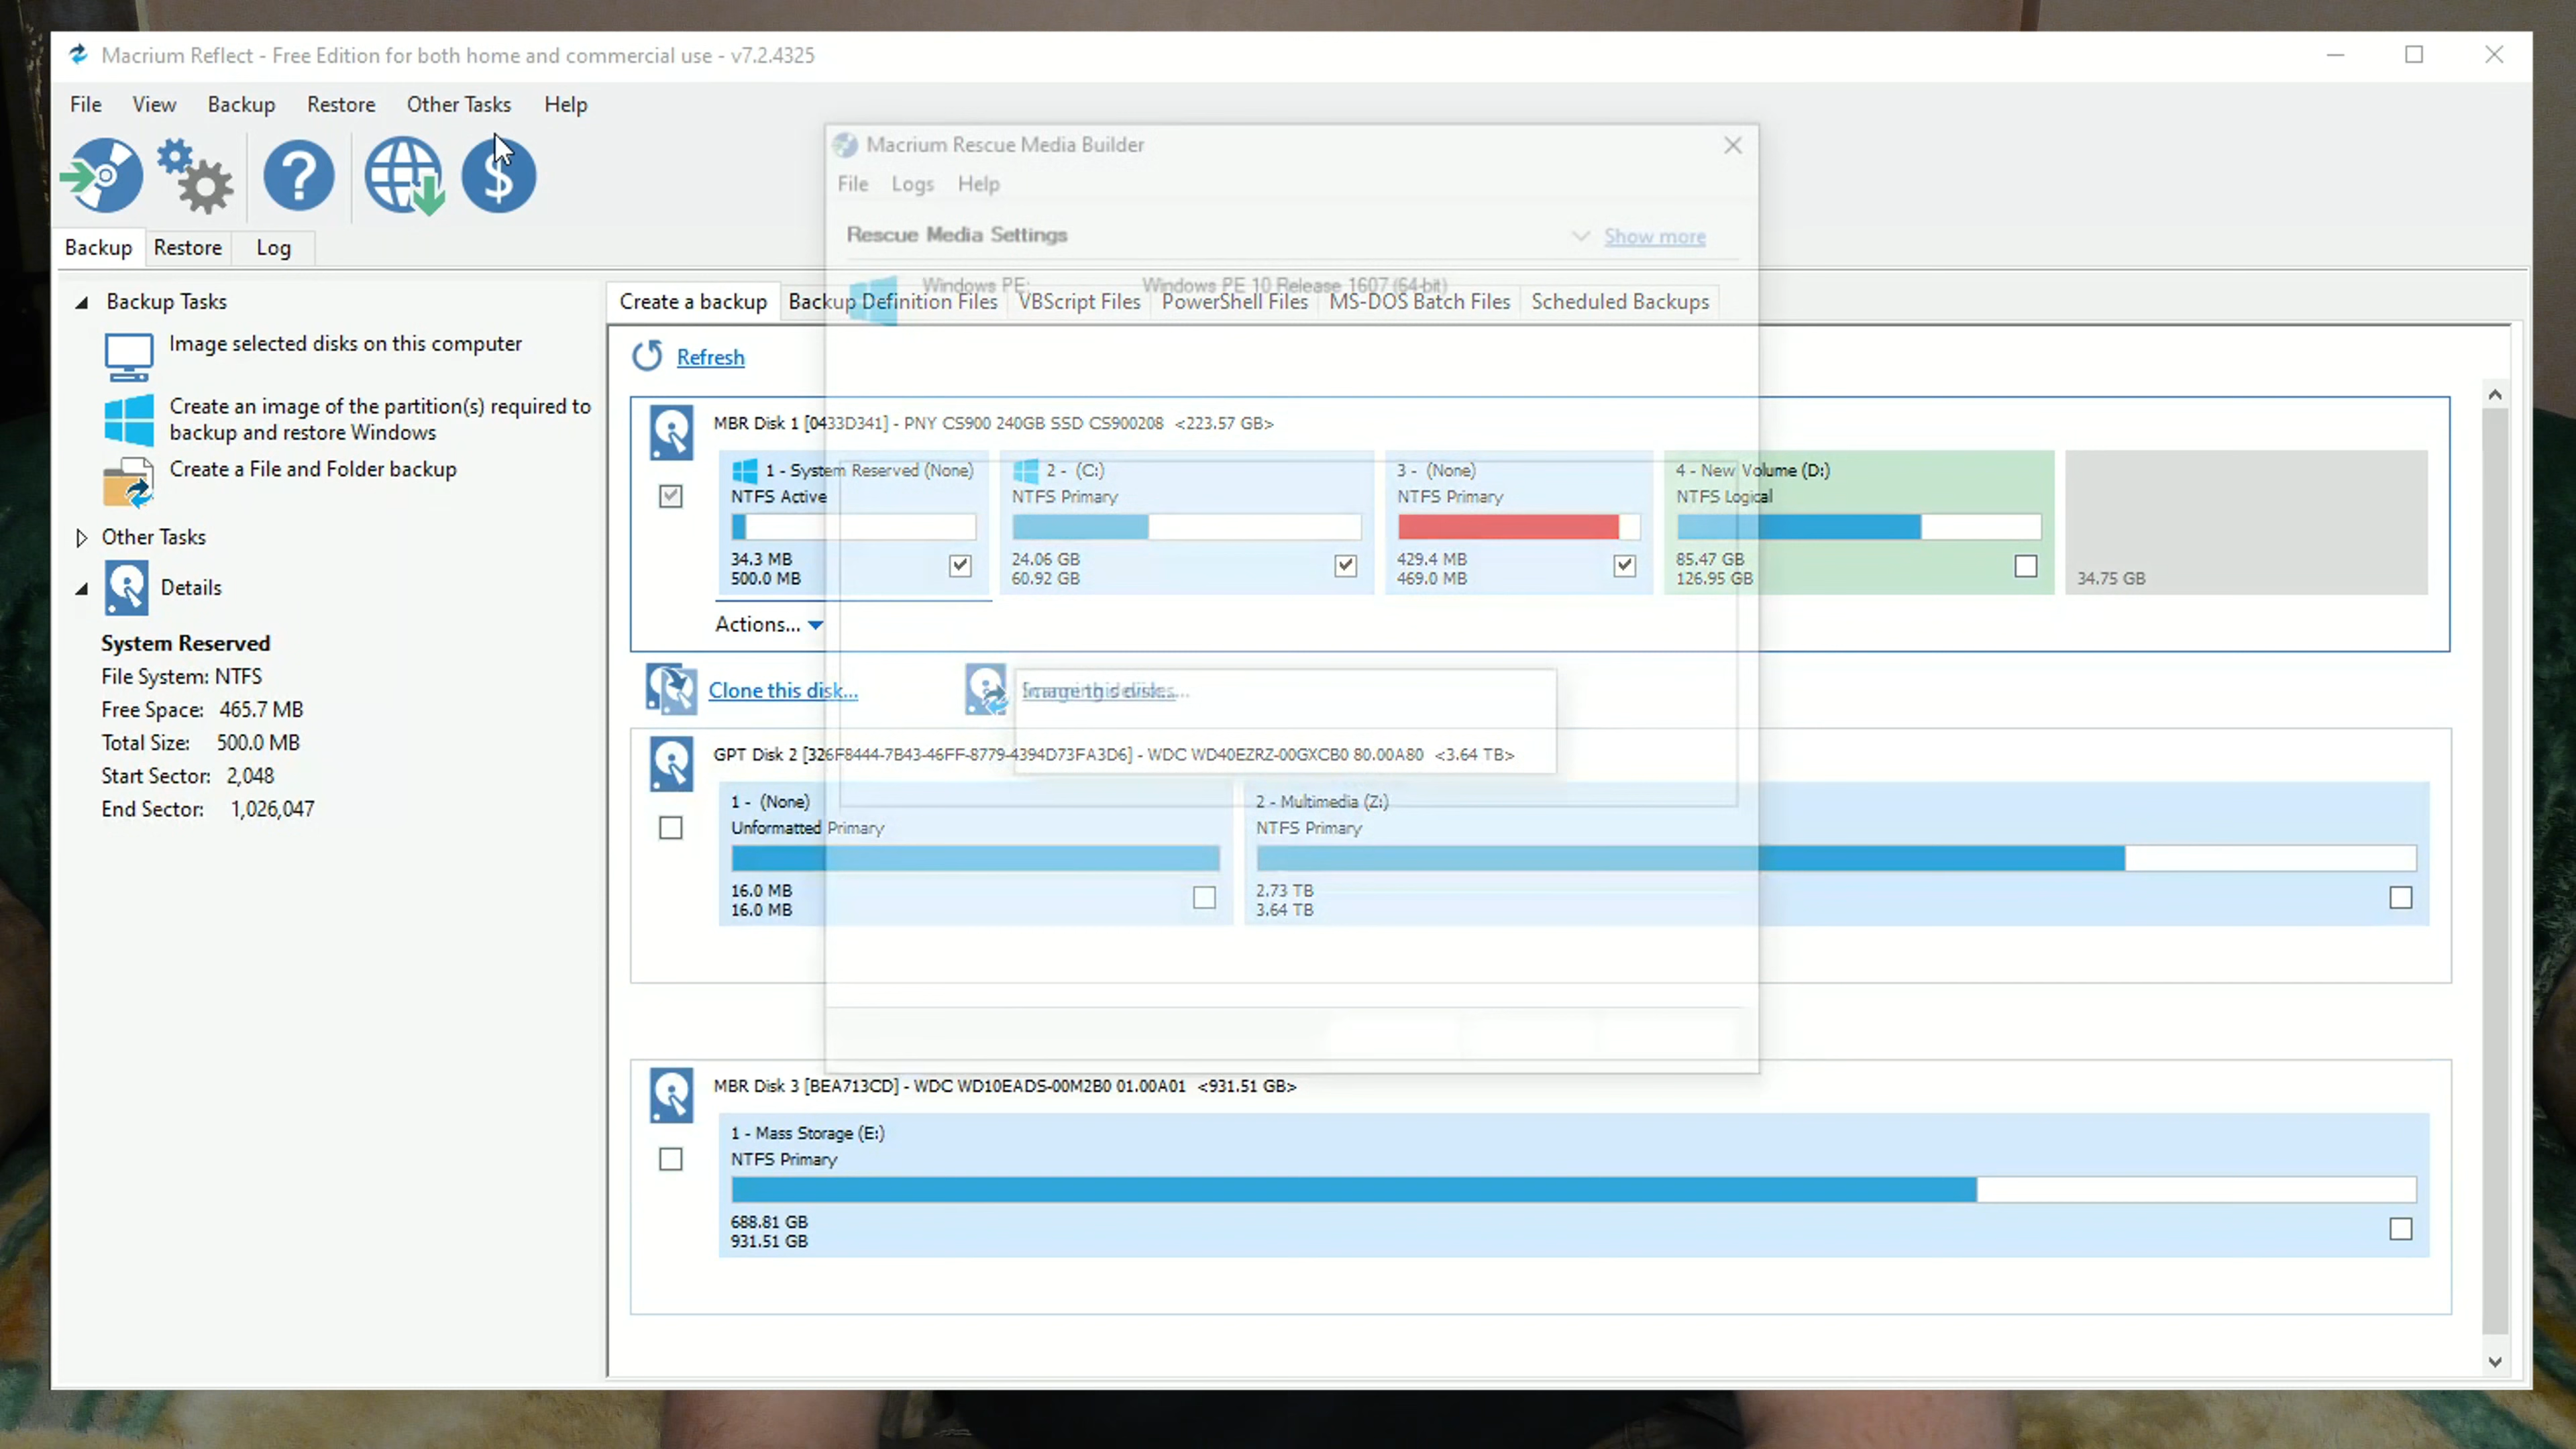 Macrium Reflect - Free Edition for both home and commercial use - v7.2.4325
File View Backup Restore Other Tasks Help
Macrium Rescue Media Builder
File Logs Help
Rescue Media Settings
Show more
Windows PE: Windows PE 10 Release 1607 (64-bit)
Backup Restore Log
Backup Tasks
Image selected disks on this computer
Create an image of the partition(s) required to
backup and restore Windows
Create a File and Folder backup
Other Tasks
Details
System Reserved
File System: NTFS
Free Space: 465.7 MB
Total Size: 500.0 MB
Start Sector: 2,048
End Sector: 1,026,047
Create a backup Backup Definition Files VBScript Files PowerShell Files MS-DOS Batch Files Scheduled Backups
Refresh
MBR Disk 1 [0433D341] - PNY CS900 240GB SSD CS900208 <223.57 GB>
1 - System Reserved (None)
NTFS Active
34.3 MB
500.0 MB
2 - (C:)
NTFS Primary
24.06 GB
60.92 GB
3 - (None)
NTFS Primary
429.4 MB
469.0 MB
4 - New Volume (D:)
NTFS Logical
85.47 GB
126.95 GB
34.75 GB
Actions...
Clone this disk...
GPT Disk 2 [326F8444-7B43-46FF-8779-4394D73FA3D6] - WDC WD40EZRZ-00GXCB0 80.00A80 <3.64 TB>
1 - (None)
Unformatted Primary
16.0 MB
16.0 MB
2 - Multimedia (Z:)
NTFS Primary
2.73 TB
3.64 TB
MBR Disk 3 [BEA713CD] - WDC WD10EADS-00M2B0 01.00A01 <931.51 GB>
1 - Mass Storage (E:)
NTFS Primary
688.81 GB
931.51 GB